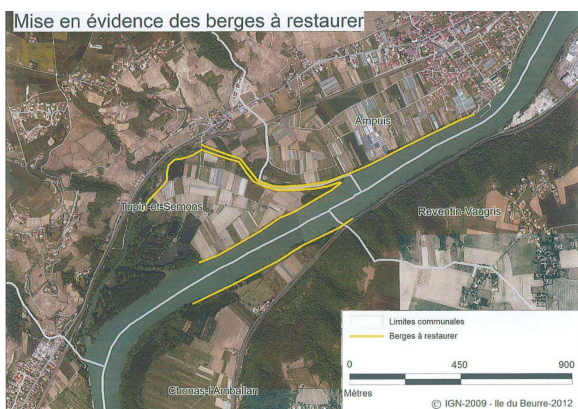 Mise en évidence des berges à restaurer
Ampuis
Tupin-et-Semons
Reventin-Vaugris
Chonas-l'Amballan
Limites communales
Berges à restaurer
0 450 900
Mètres
© IGN-2009 - Ile du Beurre-2012